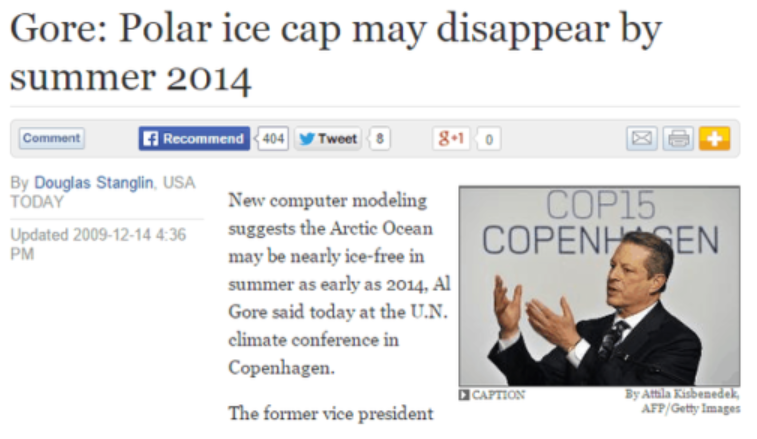 Gore: Polar ice cap may disappear by
summer 2014
Comment
f Recommend 404 Tweet 8 g+1 0
By Douglas Stanglin, USA
TODAY
Updated 2009-12-14 4:36
PM
New computer modeling
suggests the Arctic Ocean
may be nearly ice-free in
summer as early as 2014, Al
Gore said today at the U.N.
climate conference in
Copenhagen.
The former vice president
COP15
COPENHAGEN
CAPTION
By Attila Kisbenedek,
AFP/Getty Images